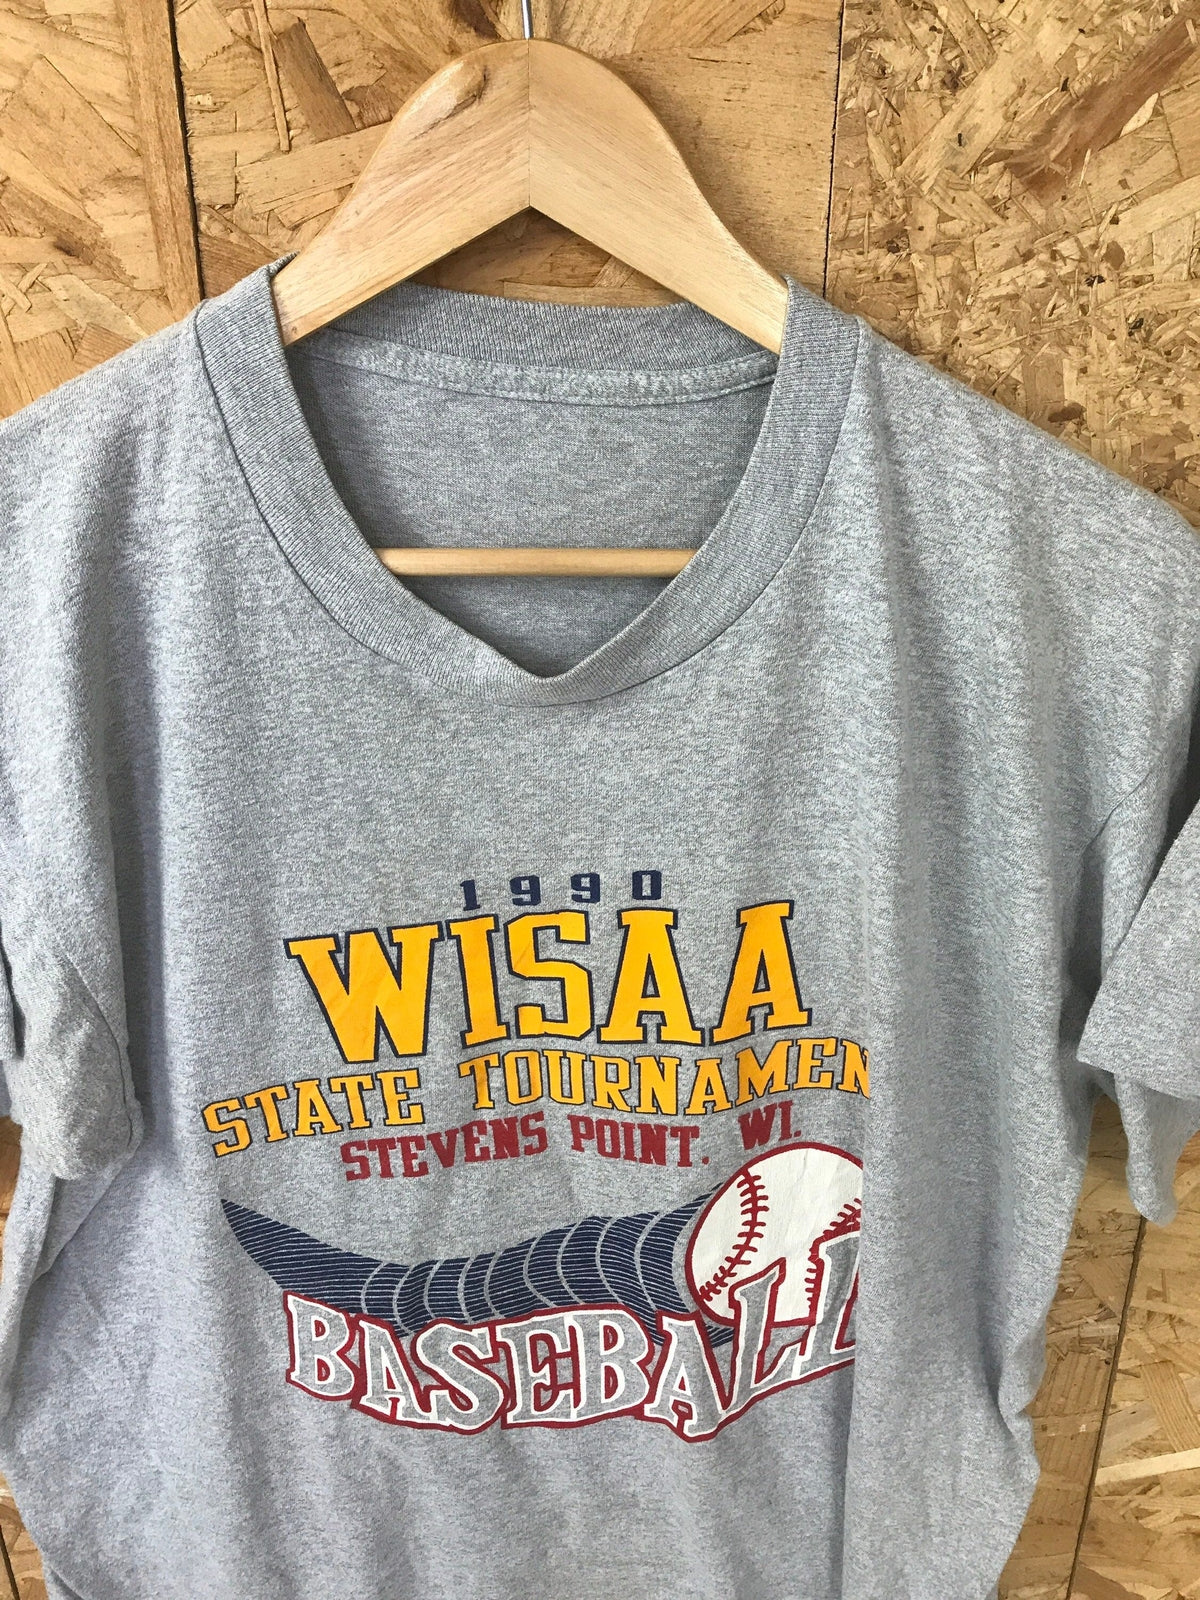 1990
WISAA
STATE TOURNAMEN
STEVENS POINT. WI.
BASEBALL